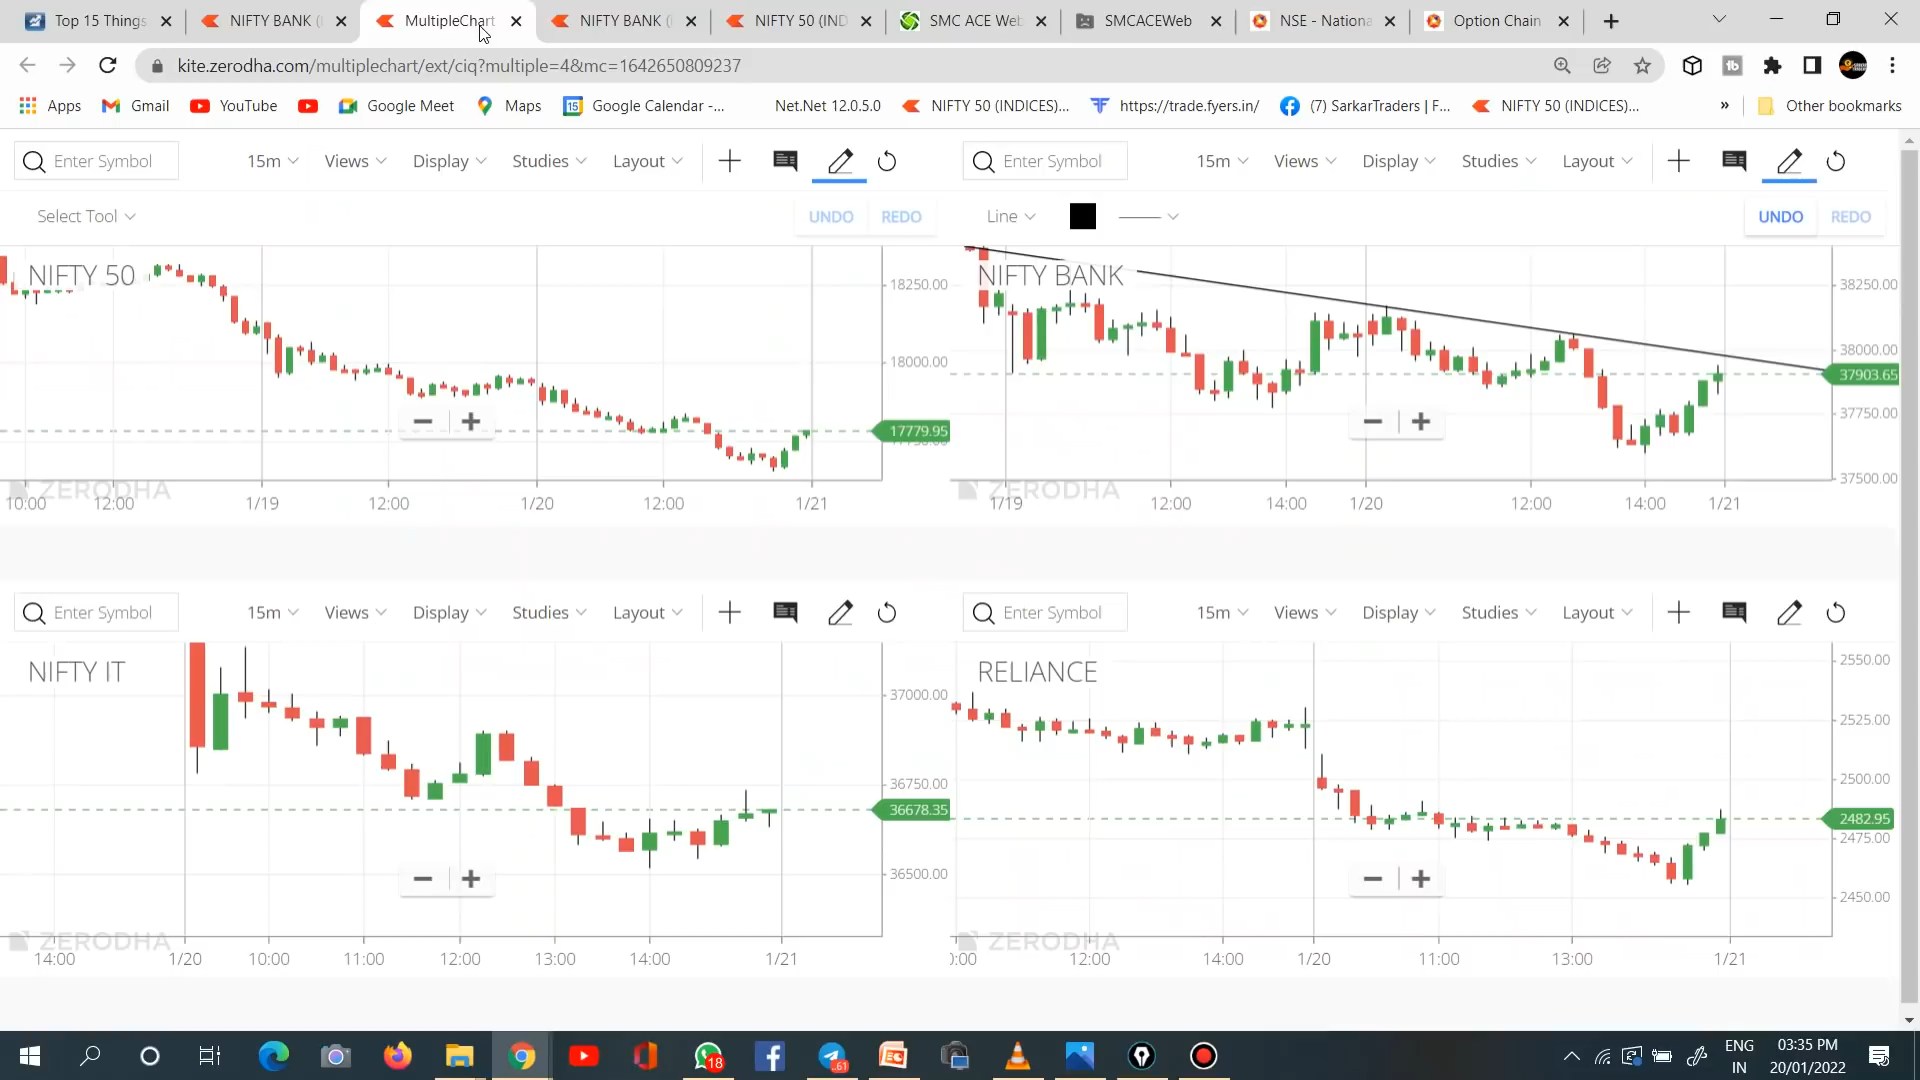 Top 15 Things
NIFTY BANK (
MultipleChart
NIFTY BANK (
NIFTY 50 (IND
SMC ACE Web
SMCACEWeb
NSE - Nationa
Option Chain
kite.zerodha.com/multiplechart/ext/ciq?multiple=4&mc=1642650809237
Apps
Gmail
YouTube
Google Meet
Maps
15
Google Calendar -...
Net.Net 12.0.5.0
NIFTY 50 (INDICES)...
https://trade.fyers.in/
(7) SarkarTraders | F...
NIFTY 50 (INDICES)...
»
Other bookmarks
Enter Symbol
15m
Views
Display
Studies
Layout
Enter Symbol
15m
Views
Display
Studies
Layout
Select Tool
UNDO
REDO
Line
UNDO
REDO
NIFTY 50
18250.00
18000.00
17779.95
ZERODHA
10:00
12:00
1/19
12:00
1/20
12:00
1/21
NIFTY BANK
38250.00
38000.00
37903.65
37750.00
37500.00
ZERODHA
1/19
12:00
14:00
1/20
12:00
14:00
1/21
Enter Symbol
15m
Views
Display
Studies
Layout
Enter Symbol
15m
Views
Display
Studies
Layout
NIFTY IT
37000.00
36750.00
36678.35
36500.00
ZERODHA
14:00
1/20
10:00
11:00
12:00
13:00
14:00
1/21
RELIANCE
2550.00
2525.00
2500.00
2482.95
2475.00
2450.00
ZERODHA
12:00
14:00
1/20
11:00
13:00
1/21
18
61
ENG
IN
03:35 PM
20/01/2022